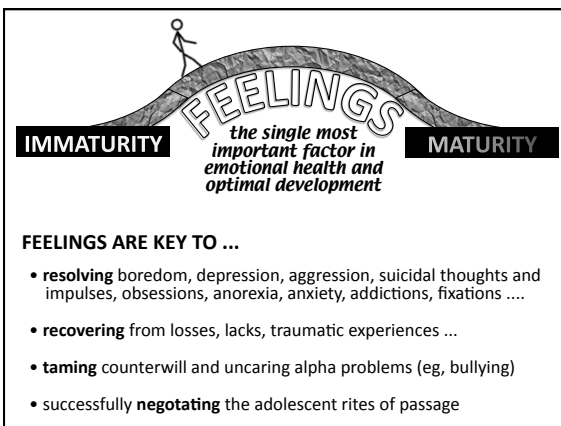 FEELINGS
the single most
important factor in
emotional health and
optimal development
IMMATURITY
MATURITY
FEELINGS ARE KEY TO ...
• resolving boredom, depression, aggression, suicidal thoughts and
impulses, obsessions, anorexia, anxiety, addictions, fixations ....
• recovering from losses, lacks, traumatic experiences ...
• taming counterwill and uncaring alpha problems (eg, bullying)
• successfully negotating the adolescent rites of passage